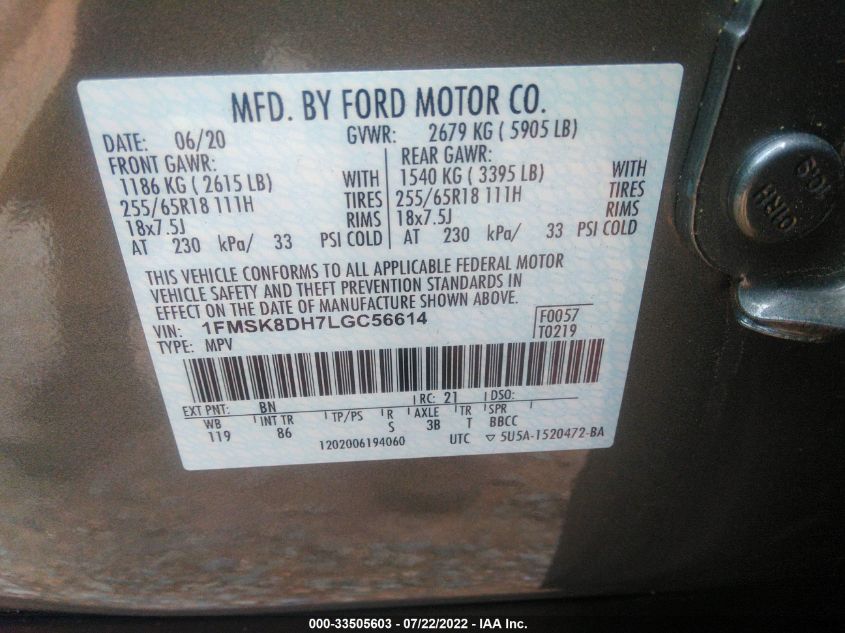 MFD. BY FORD MOTOR CO.
DATE: 06/20 GVWR: 2679 KG ( 5905 LB)
FRONT GAWR: REAR GAWR:
1186 KG ( 2615 LB) WITH 1540 KG ( 3395 LB) WITH
255/65R18 111H TIRES 255/65R18 111H TIRES
18x7.5J RIMS 18x7.5J RIMS
AT 230 kPa/ 33 PSI COLD AT 230 kPa/ 33 PSI COLD
THIS VEHICLE CONFORMS TO ALL APPLICABLE FEDERAL MOTOR
VEHICLE SAFETY AND THEFT PREVENTION STANDARDS IN
EFFECT ON THE DATE OF MANUFACTURE SHOWN ABOVE.
VIN: 1FMSK8DH7LGC56614 F0057
TYPE: MPV T0219
EXT PNT: BN RC: 21 DSO:
WB INT TR TP/PS R AXLE TR SPR
119 86 S 3B T BBCC
1202006194060 UTC ▽ 5U5A-1520472-BA
000-33505603 - 07/22/2022 - IAA Inc.